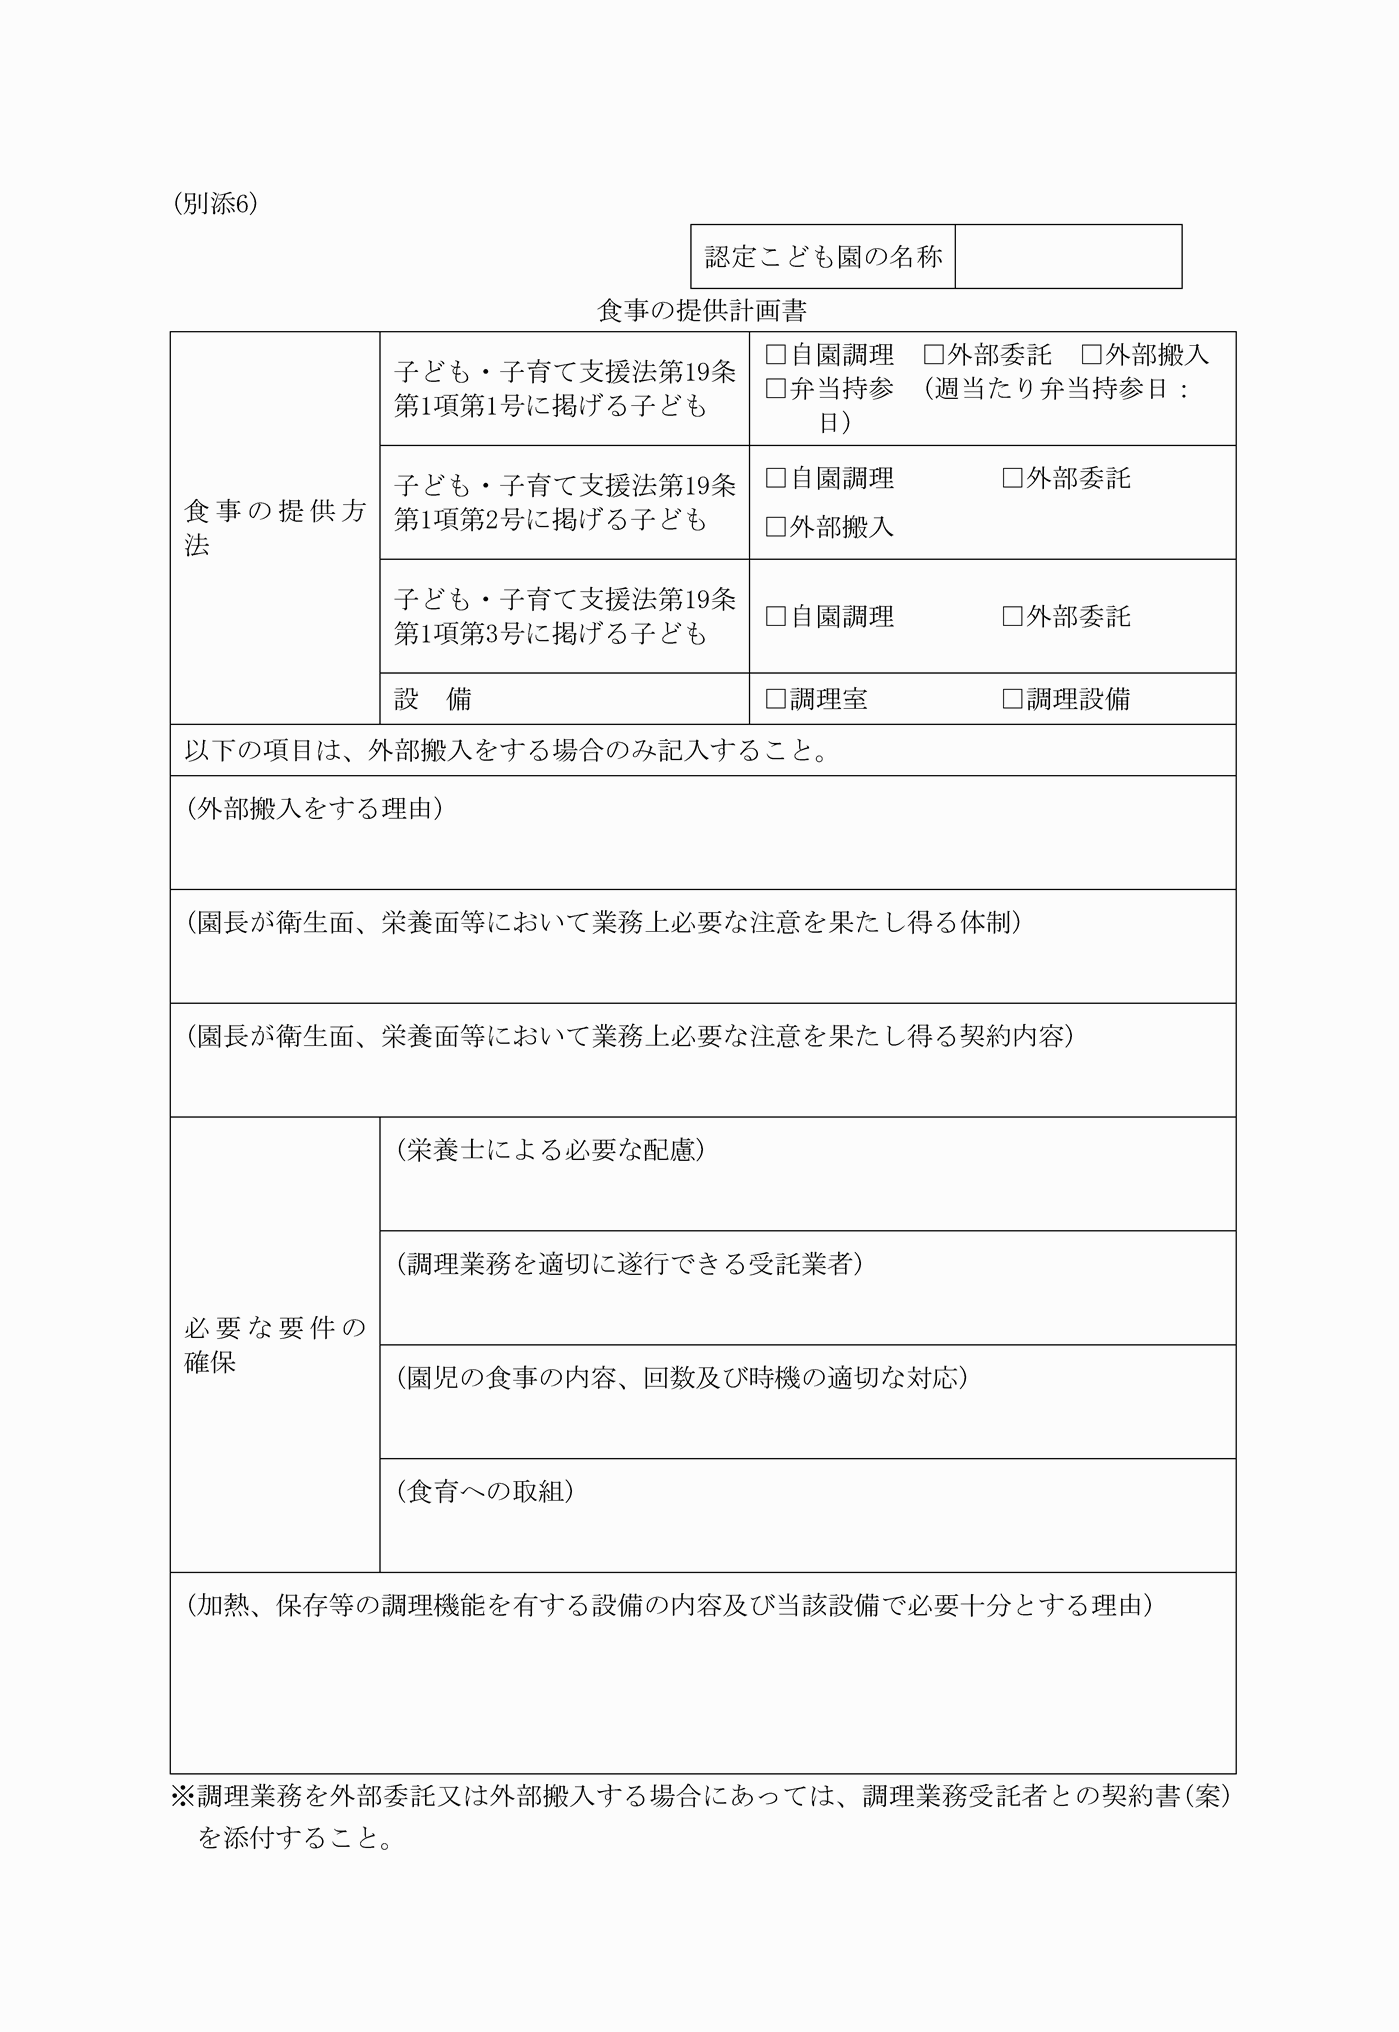 (別添6)
認定こども園の名称
食事の提供計画書
食事の提供方
法
子ども・子育て支援法第19条
第1項第1号に掲げる子ども
□自園調理　□外部委託　□外部搬入
□弁当持参　(週当たり弁当持参日：
日)
子ども・子育て支援法第19条
第1項第2号に掲げる子ども
□自園調理　□外部委託
□外部搬入
子ども・子育て支援法第19条
第1項第3号に掲げる子ども
□自園調理　□外部委託
設　備
□調理室　□調理設備
以下の項目は、外部搬入をする場合のみ記入すること。
(外部搬入をする理由)
(園長が衛生面、栄養面等において業務上必要な注意を果たし得る体制)
(園長が衛生面、栄養面等において業務上必要な注意を果たし得る契約内容)
必要な要件の
確保
(栄養士による必要な配慮)
(調理業務を適切に遂行できる受託業者)
(園児の食事の内容、回数及び時機の適切な対応)
(食育への取組)
(加熱、保存等の調理機能を有する設備の内容及び当該設備で必要十分とする理由)
※調理業務を外部委託又は外部搬入する場合にあっては、調理業務受託者との契約書(案)
を添付すること。